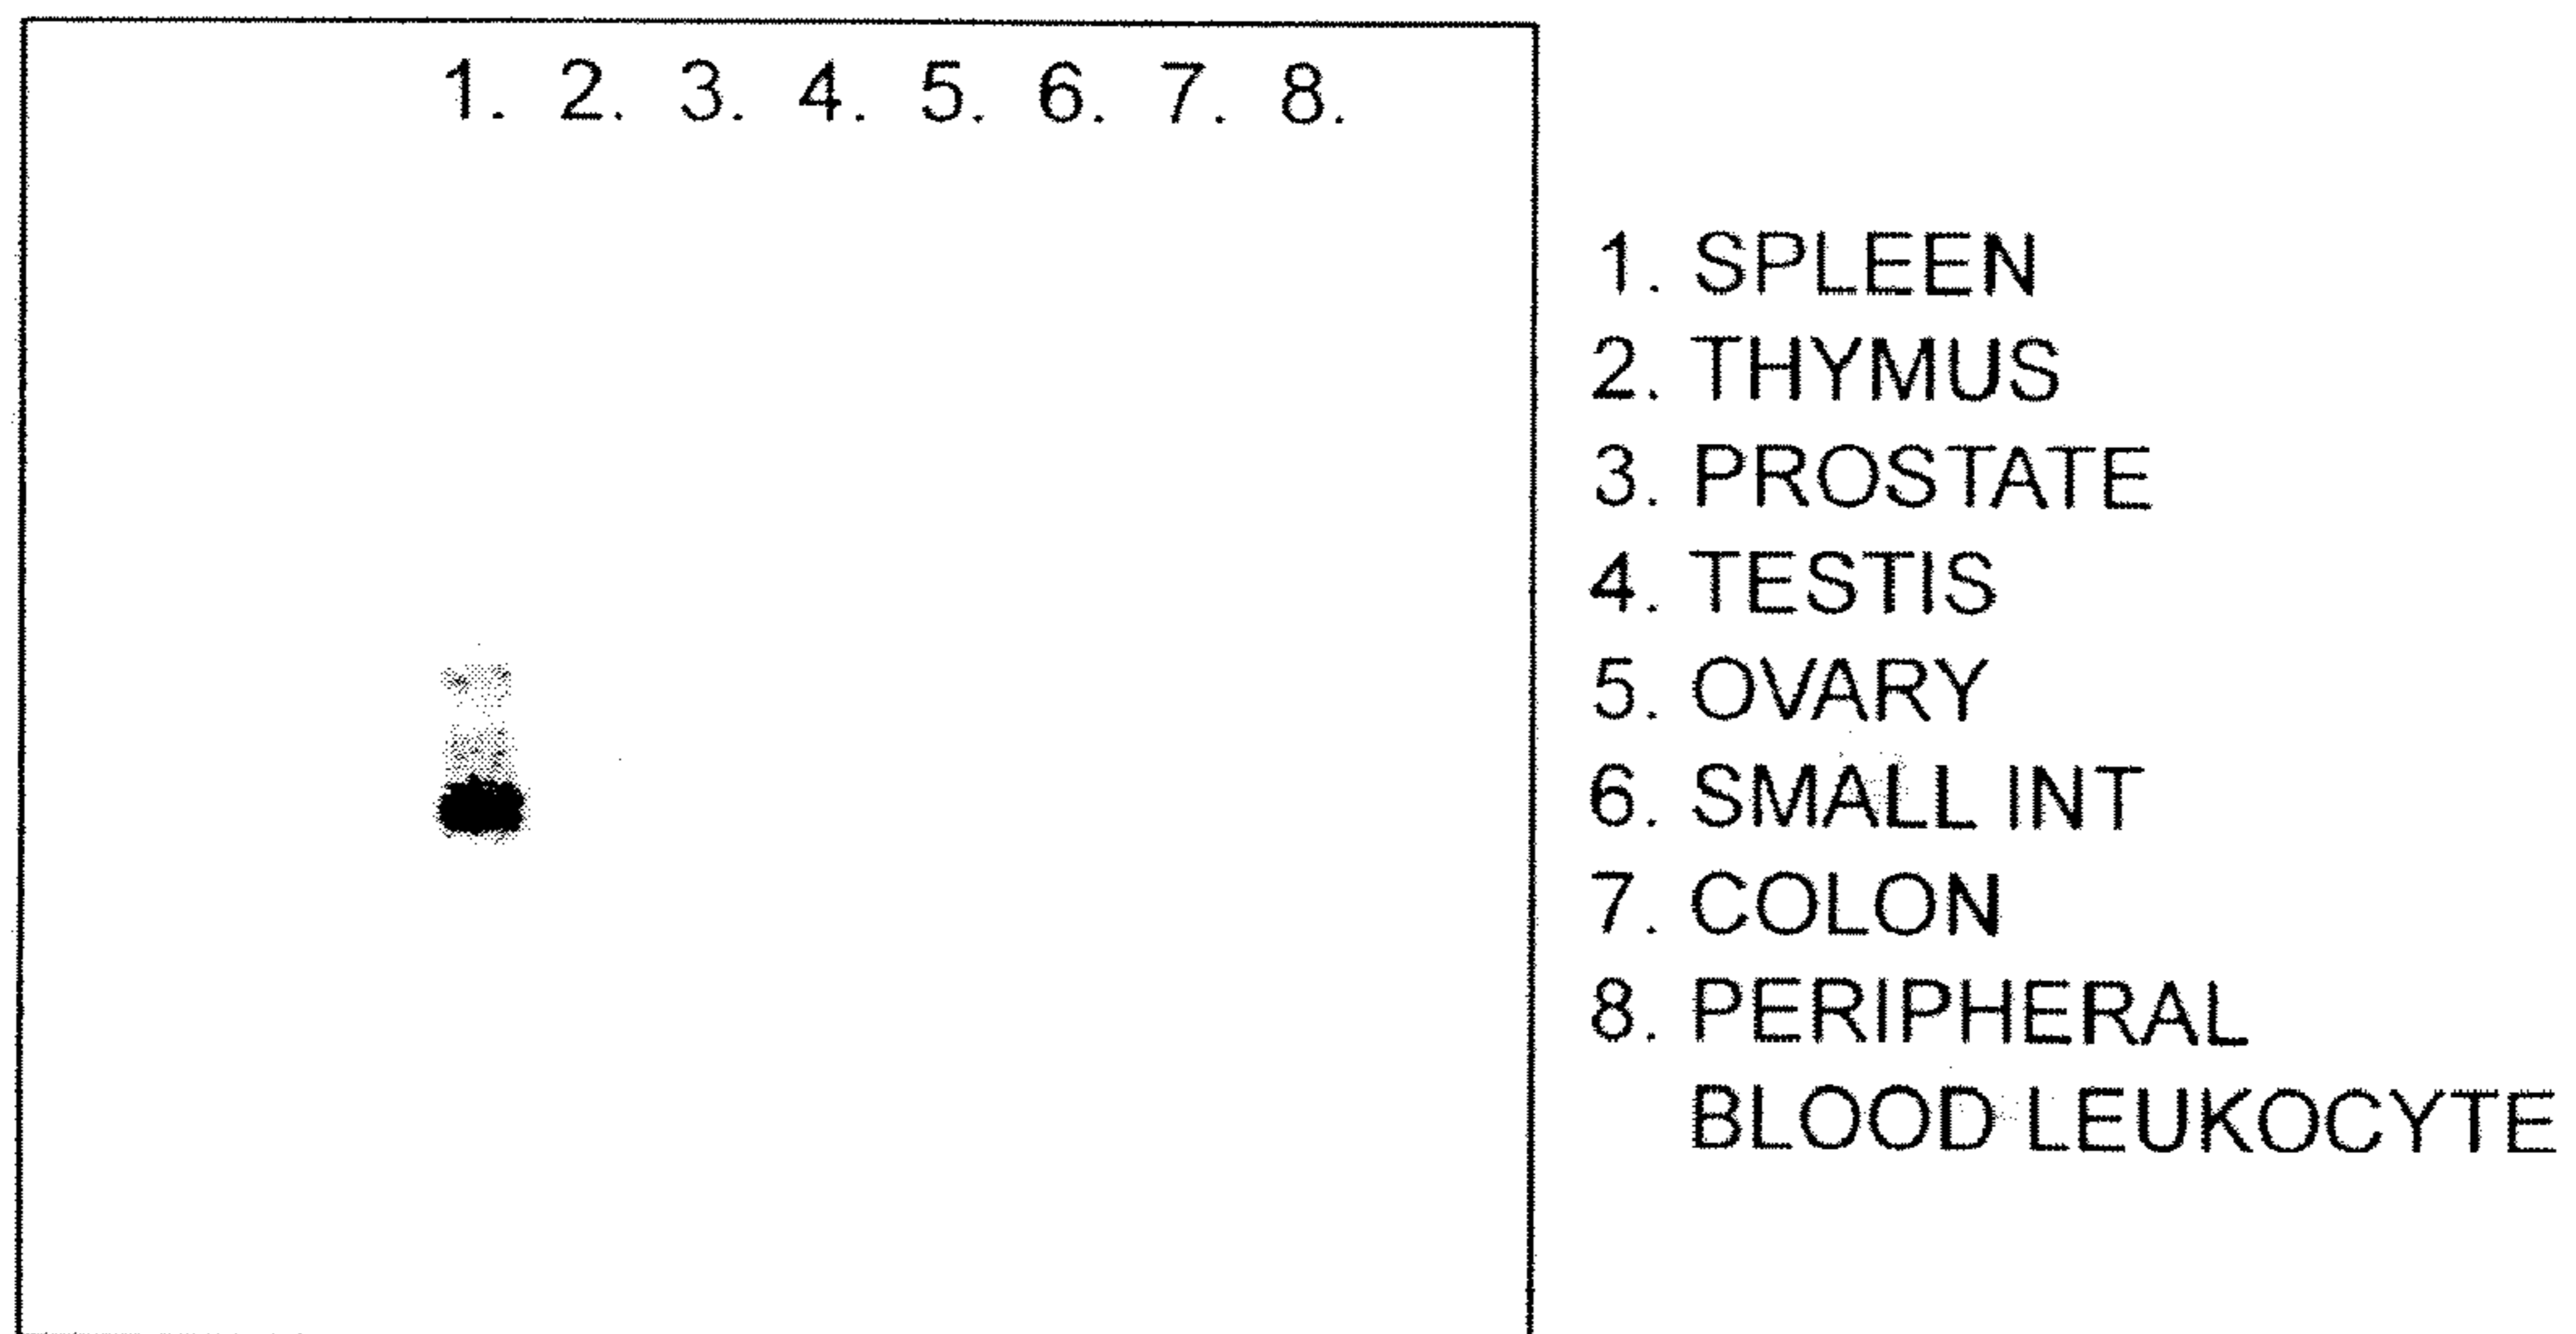 1. 2. 3. 4. 5. 6. 7. 8.
1. SPLEEN
2. THYMUS
3. PROSTATE
4. TESTIS
5. OVARY
6. SMALL INT
7. COLON
8. PERIPHERAL
BLOOD LEUKOCYTE